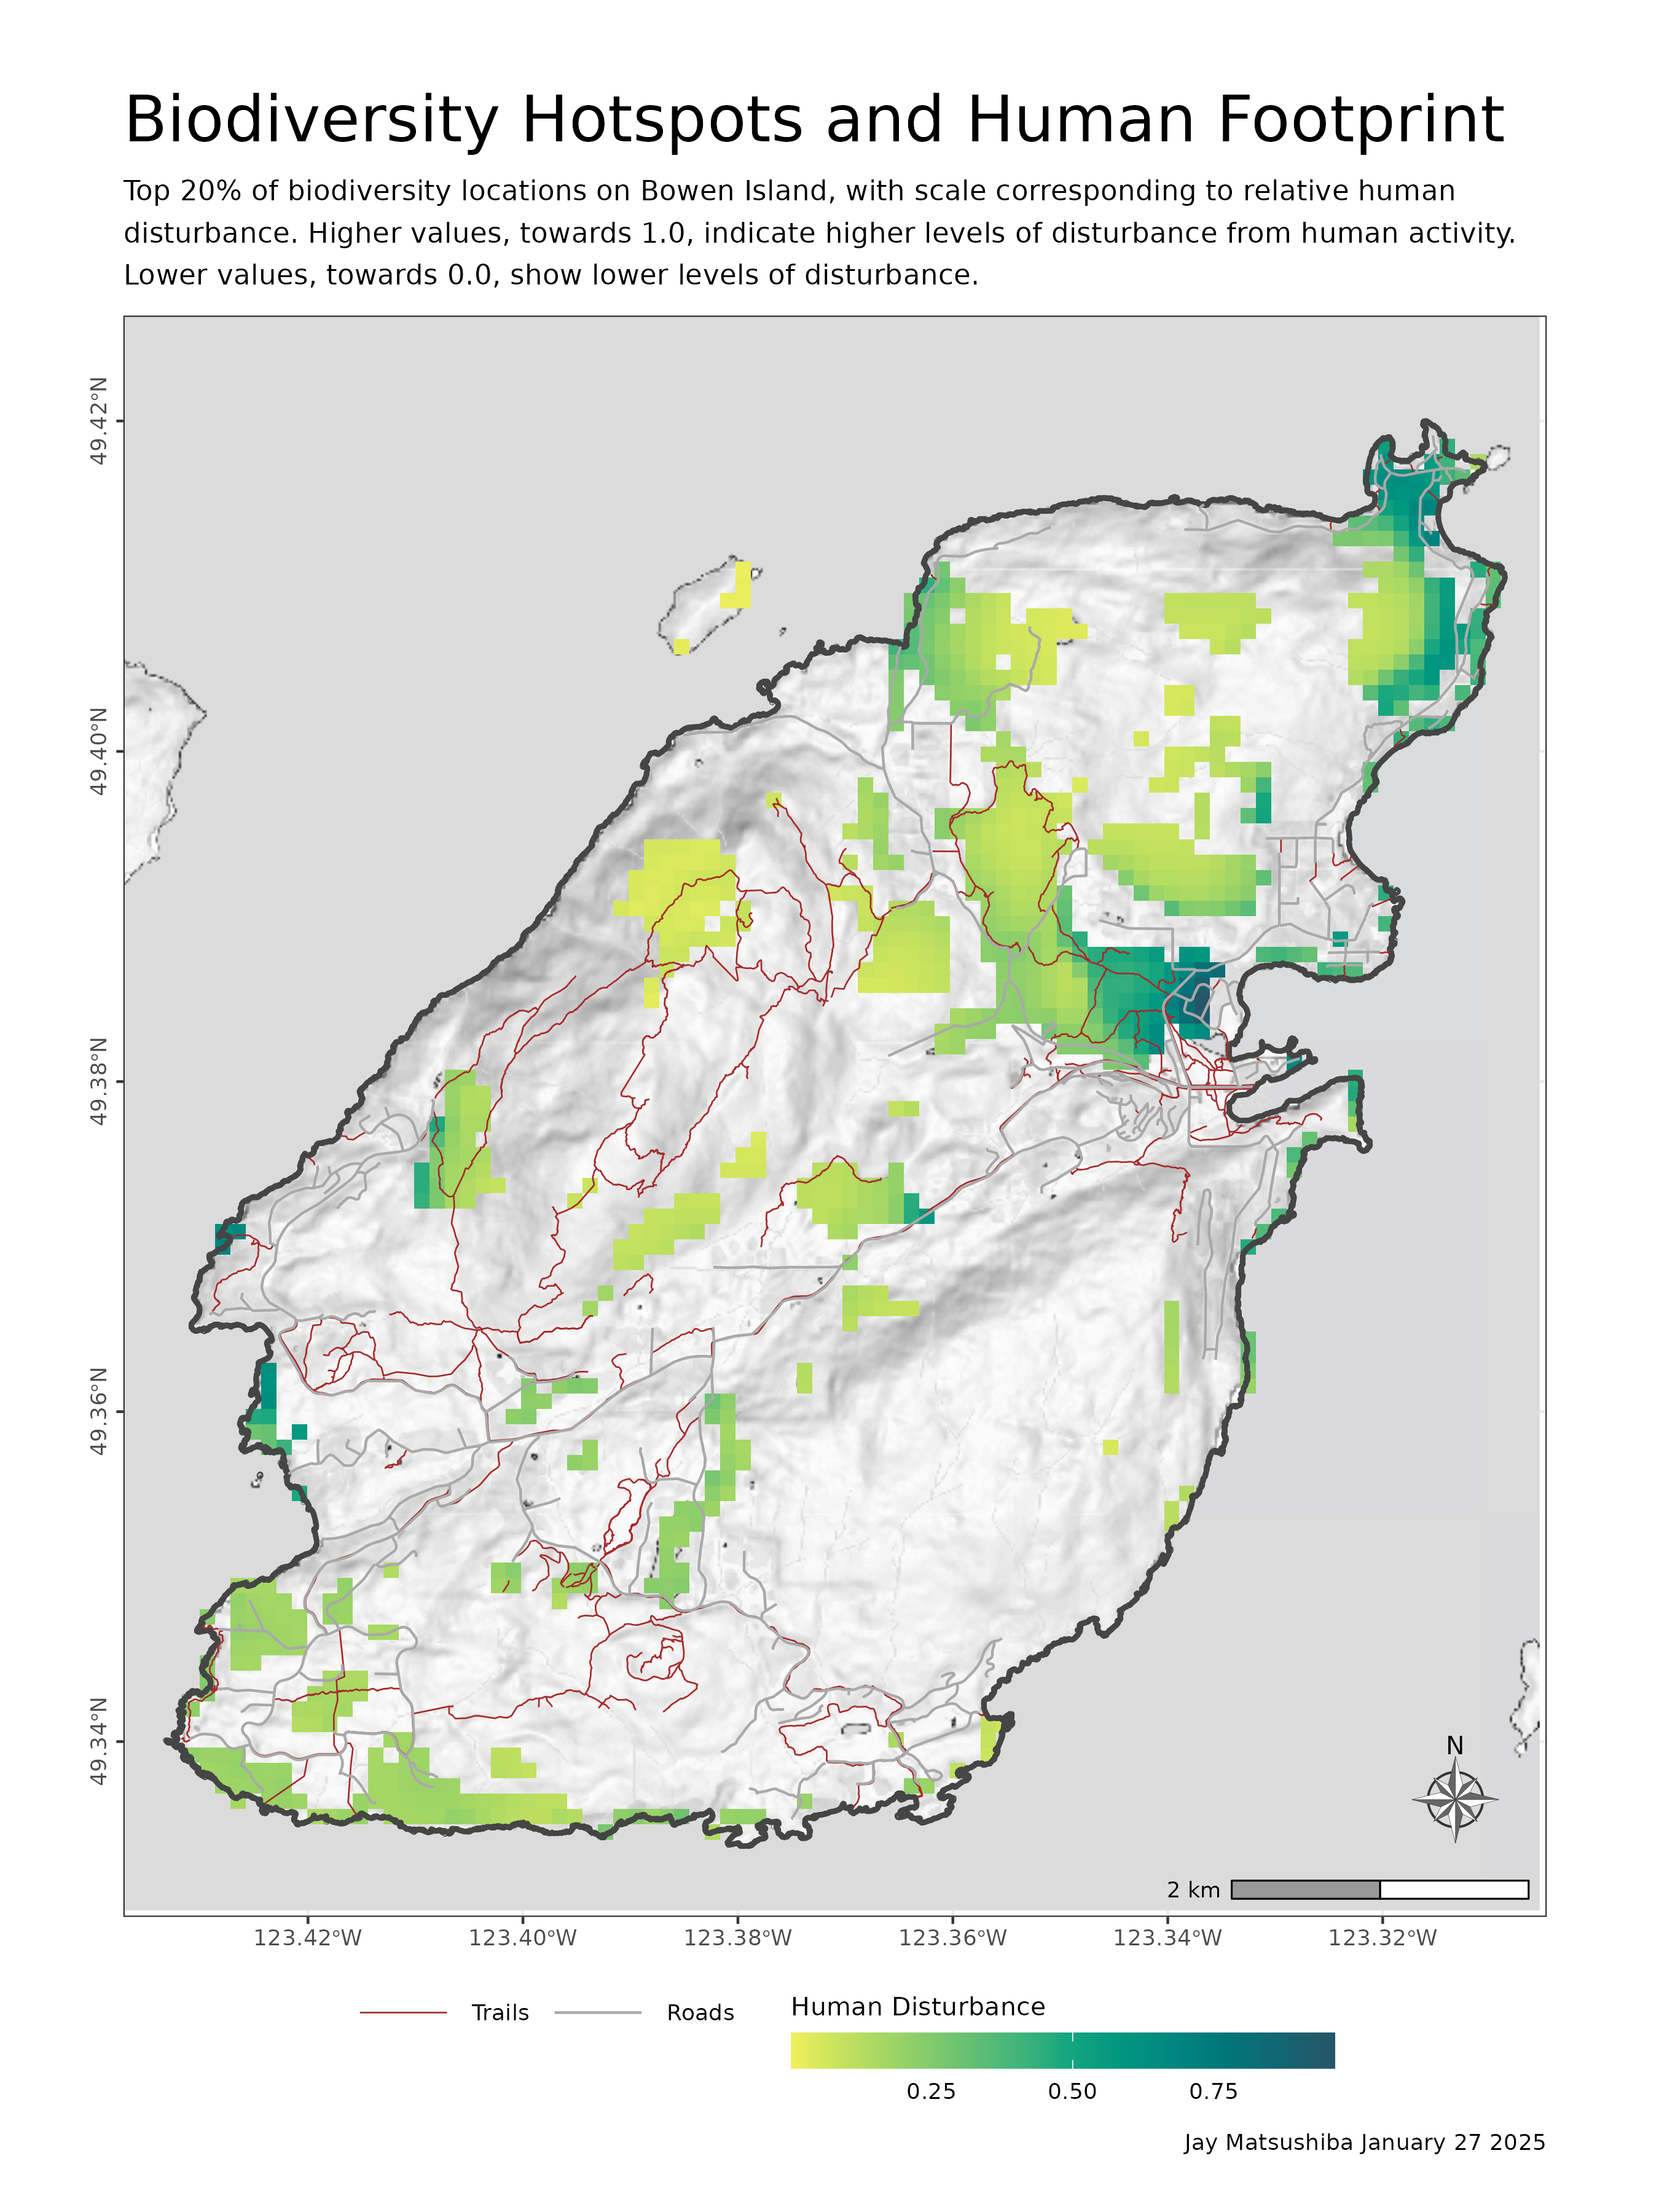 Biodiversity Hotspots and Human Footprint
Top 20% of biodiversity locations on Bowen Island, with scale corresponding to relative human
disturbance. Higher values, towards 1.0, indicate higher levels of disturbance from human activity.
Lower values, towards 0.0, show lower levels of disturbance.
49.42°N
49.40°N
49.38°N
49.36°N
49.34°N
N
2 km
123.42°W 123.40°W 123.38°W 123.36°W 123.34°W 123.32°W
Trails Roads
Human Disturbance
0.25 0.50 0.75
Jay Matsushiba January 27 2025